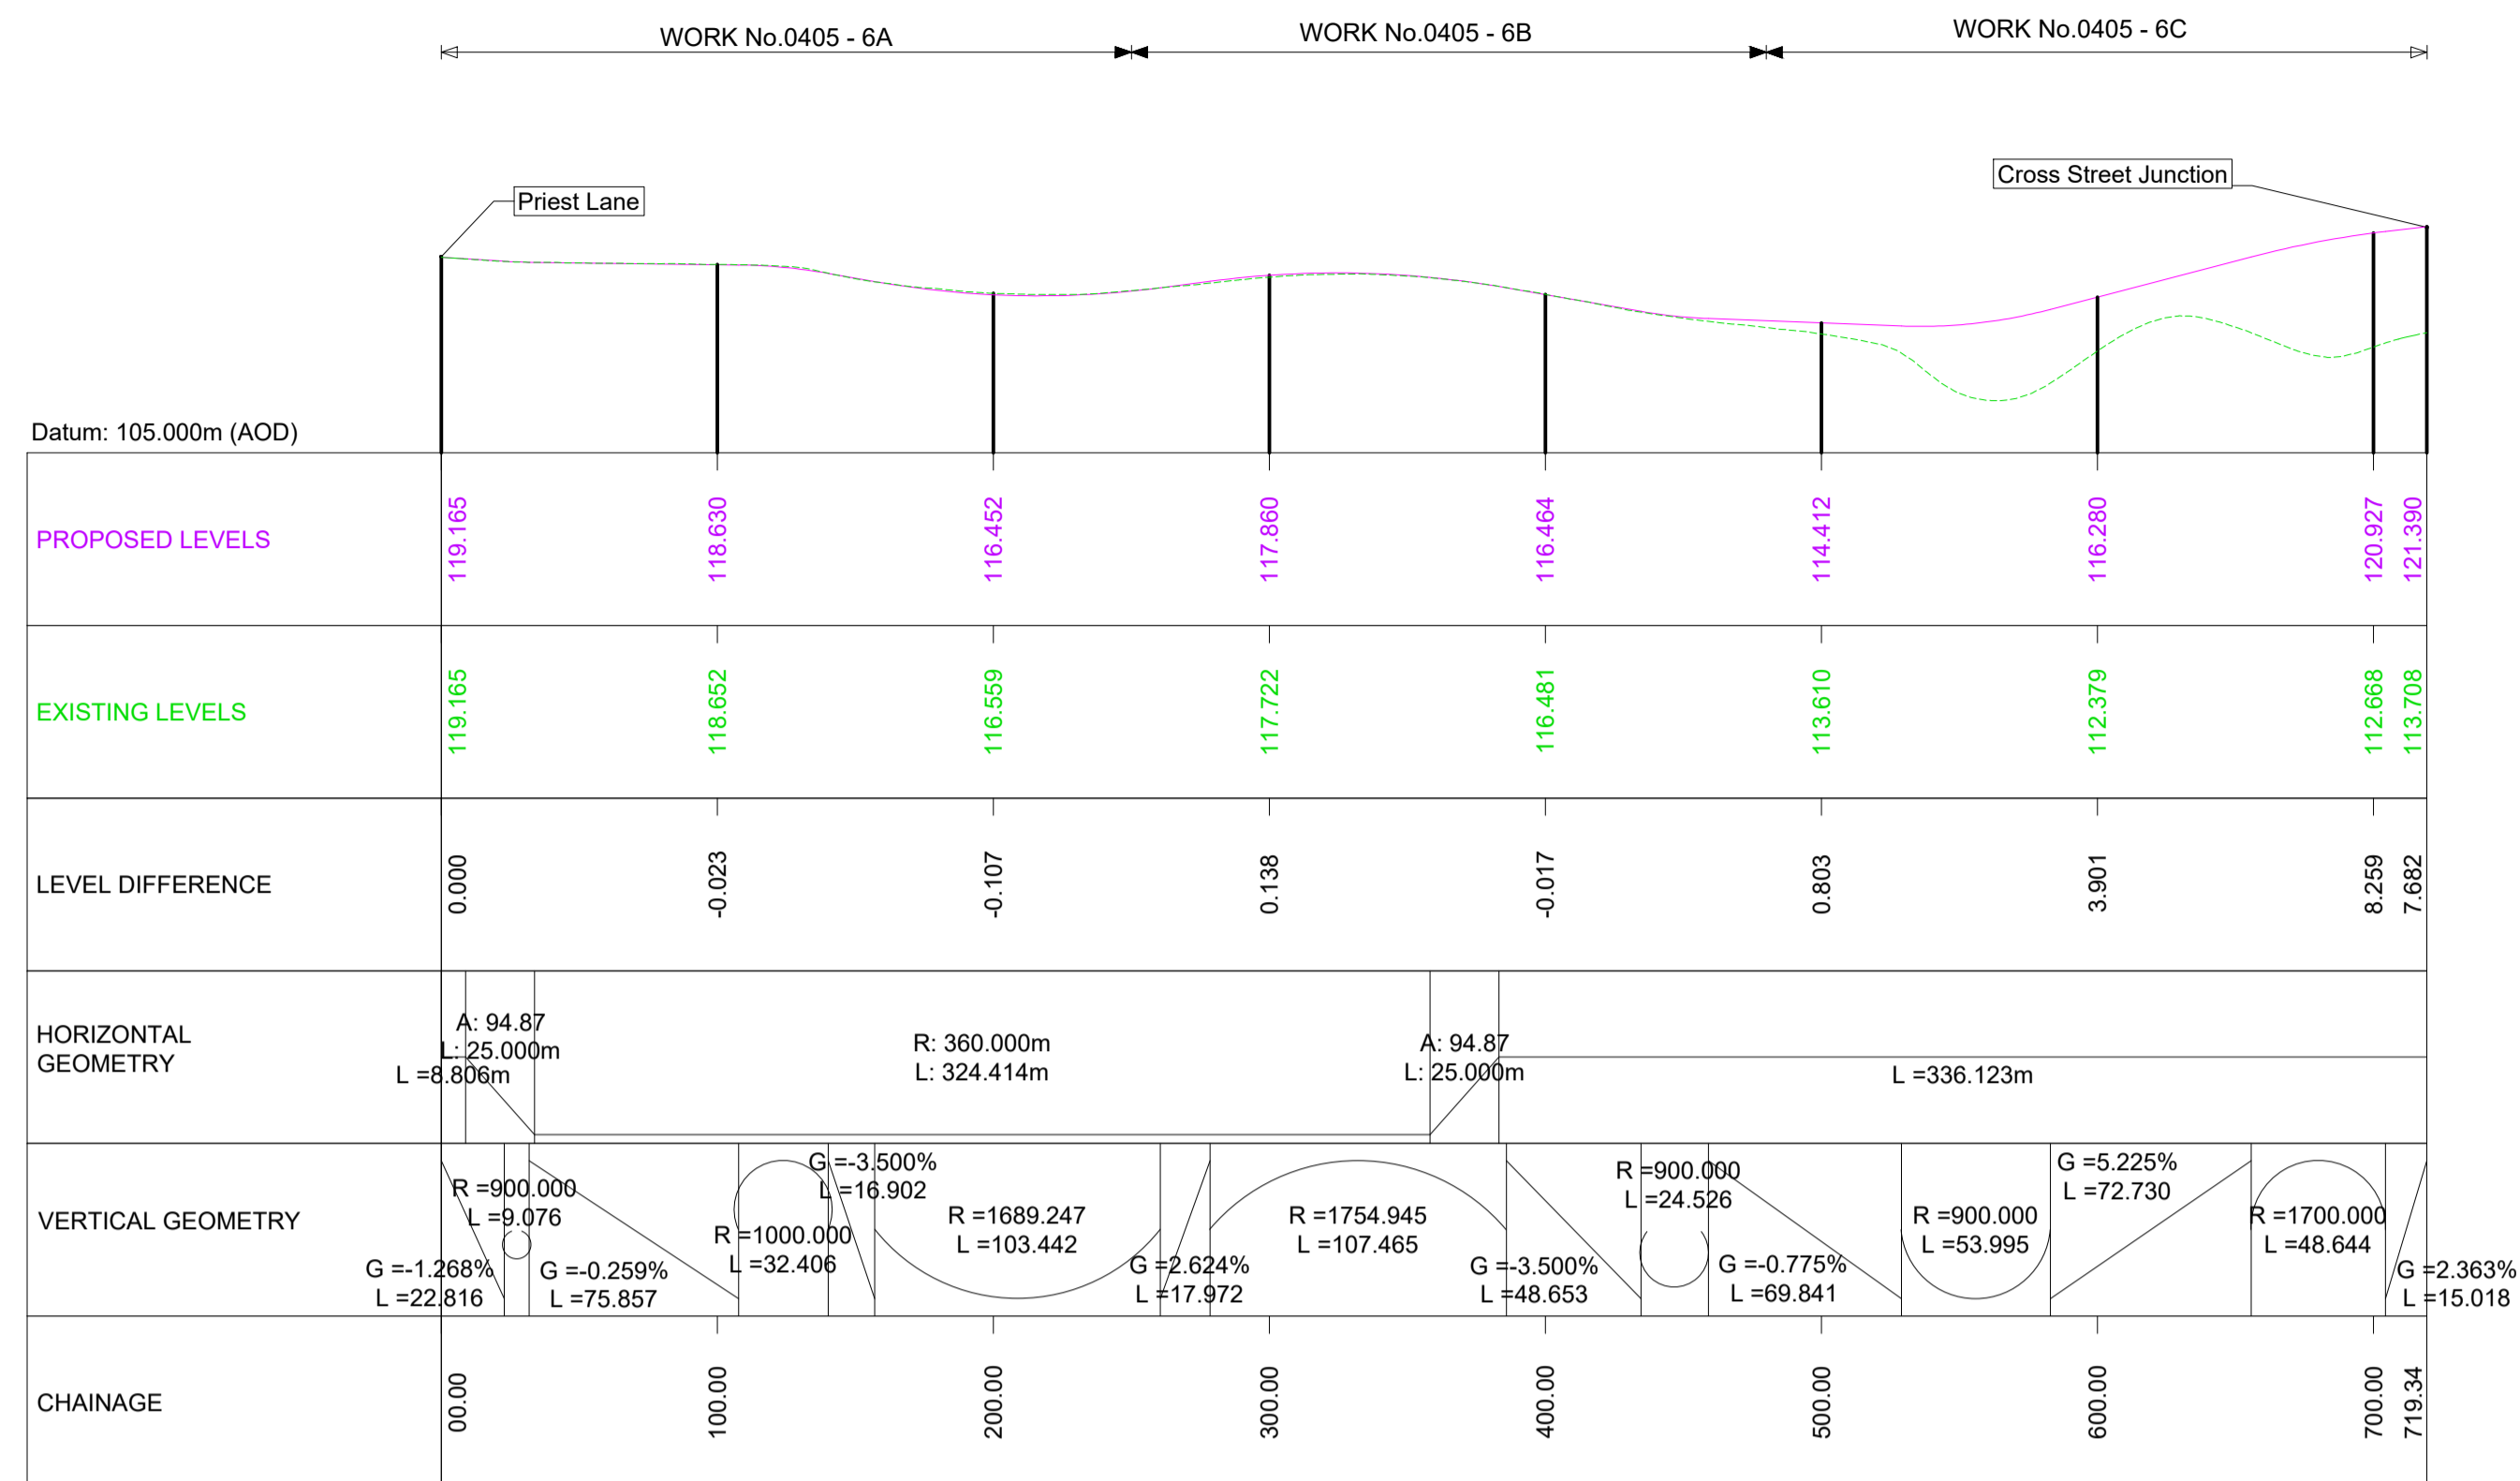 WORK No.0405 - 6A
WORK No.0405 - 6B
WORK No.0405 - 6C
Priest Lane
Cross Street Junction
Datum: 105.000m (AOD)
PROPOSED LEVELS
119.165
118.630
116.452
117.860
116.464
114.412
116.280
120.927
121.390
EXISTING LEVELS
119.165
118.652
116.559
117.722
116.481
113.610
112.379
112.668
113.708
LEVEL DIFFERENCE
0.000
-0.023
-0.107
0.138
-0.017
0.803
3.901
8.259
7.682
HORIZONTAL
GEOMETRY
L =8.806m
A: 94.87
L: 25.000m
R: 360.000m
L: 324.414m
A: 94.87
L: 25.000m
L =336.123m
VERTICAL GEOMETRY
G =-1.268%
L =22.816
R =900.000
L =9.076
G =-0.259%
L =75.857
R =1000.000
L =32.406
G =-3.500%
L =16.902
R =1689.247
L =103.442
G =2.624%
L =17.972
R =1754.945
L =107.465
G =-3.500%
L =48.653
R =900.000
L =24.526
G =-0.775%
L =69.841
R =900.000
L =53.995
G =5.225%
L =72.730
R =1700.000
L =48.644
G =2.363%
L =15.018
CHAINAGE
00.00
100.00
200.00
300.00
400.00
500.00
600.00
700.00
719.34